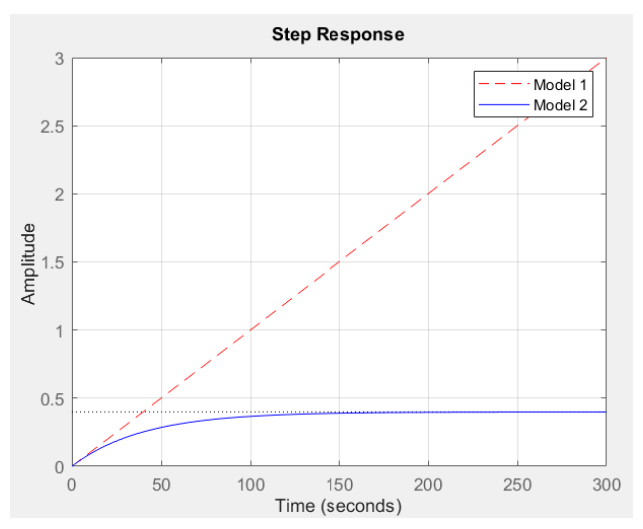 Step Response
3
2.5
2
1.5
1
0.5
0
Amplitude
Model 1
Model 2
0 50 100 150 200 250 300
Time (seconds)